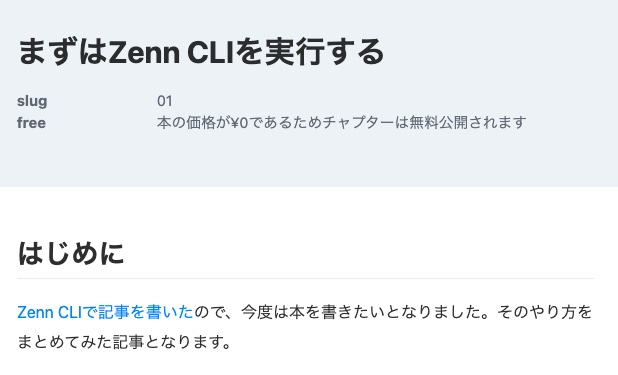 まずはZenn CLIを実行する
slug 01
free 本の価格が¥0であるためチャプターは無料公開されます
はじめに
Zenn CLIで記事を書いたので、今度は本を書きたいとなりました。そのやり方を
まとめてみた記事となります。